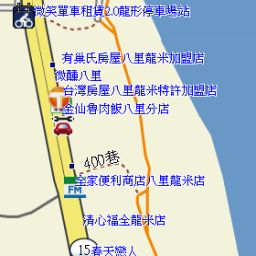 微笑單車租賃2.0龍形停車場站
有巢氏房屋八里龍米加盟店
微醺八里
台灣房屋八里龍米特許加盟店
金仙魯肉飯八里分店
400巷
全家便利商店八里龍米店
FM
清心福全龍米店
15
春天戀人